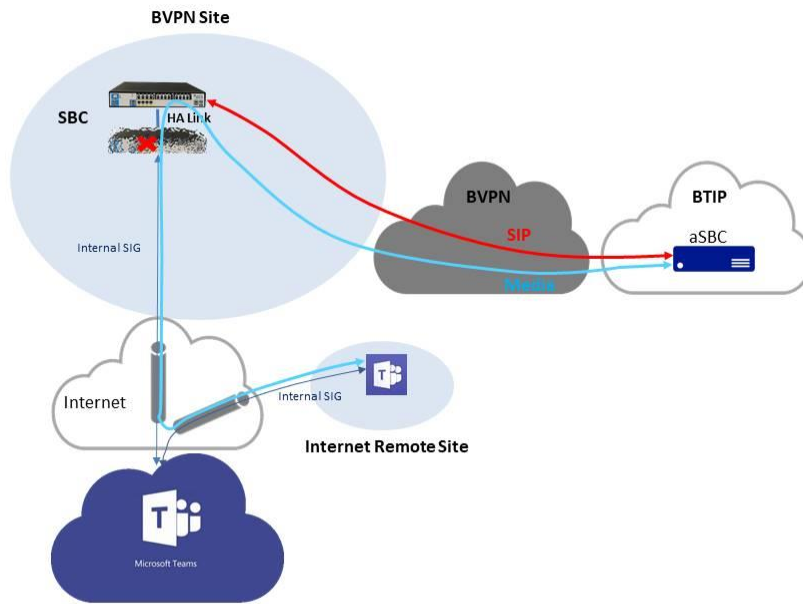 BVPN Site
SBC
HA Link
BVPN
BTIP
aSBC
SIP
Internal SIG
Media
Internet
Internal SIG
T
Internet Remote Site
T
Microsoft Teams